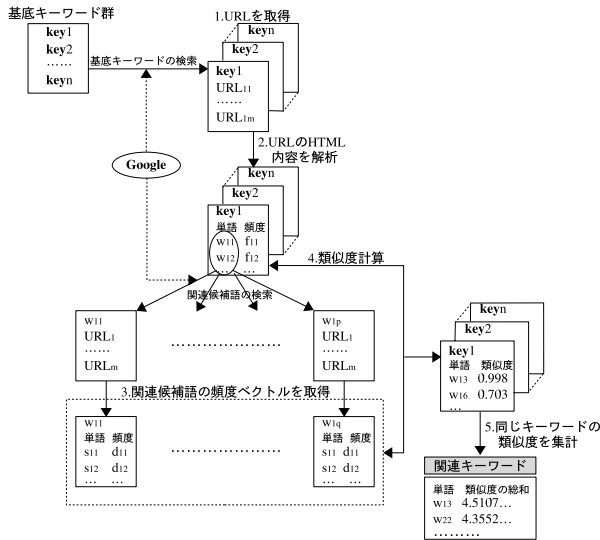 基底キーワード群
key1
key2
……
keyn
基底キーワードの検索
1.URLを取得
keyn
key2
key1
URL11
……
URL1m
2.URLのHTML
内容を解析
Google
keyn
key2
key1
単語 頻度
w11 f11
w12 f12
… …
4.類似度計算
関連候補語の検索
w11
URL1
……
URLm
………………
w1p
URL1
……
URLm
3.関連候補語の頻度ベクトルを取得
w11
単語 頻度
s11 d11
s12 d12
… …
………………
w1q
単語 頻度
s11 d11
s12 d12
… …
keyn
key2
key1
単語 類似度
w13 0.998
w16 0.703
…
5.同じキーワードの
類似度を集計
関連キーワード
単語 類似度の総和
w13 4.5107…
w22 4.3552…
………